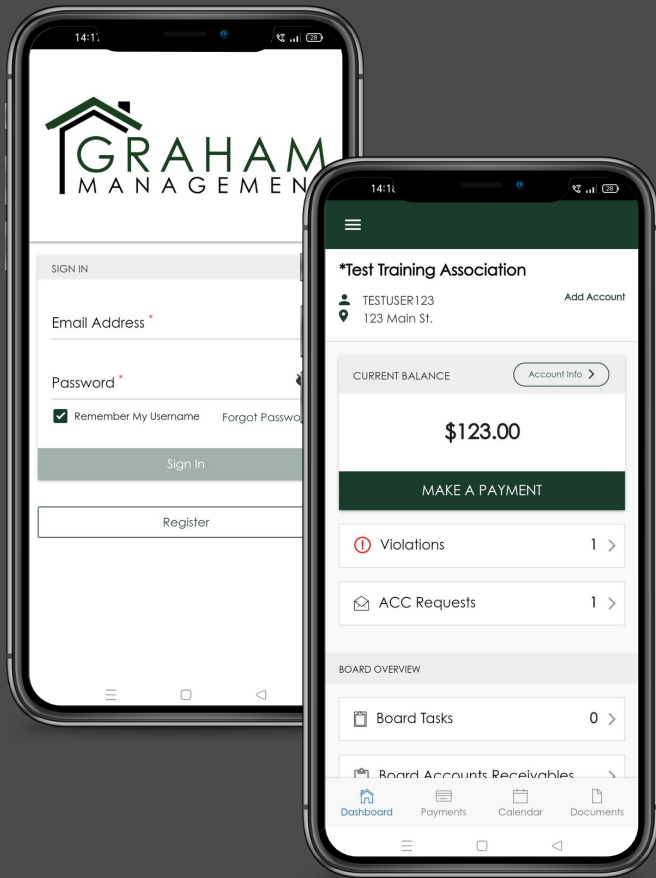 14:1
28
GRAHAM
MANAGEMEN
SIGN IN
Email Address *
Password *
Remember My Username
Forgot Passwo
Sign In
Register
14:1
28
*Test Training Association
TESTUSER123
Add Account
123 Main St.
CURRENT BALANCE
Account Info
$123.00
MAKE A PAYMENT
Violations 1
ACC Requests 1
BOARD OVERVIEW
Board Tasks 0
Board Accounts Receivables
Dashboard Payments Calendar Documents